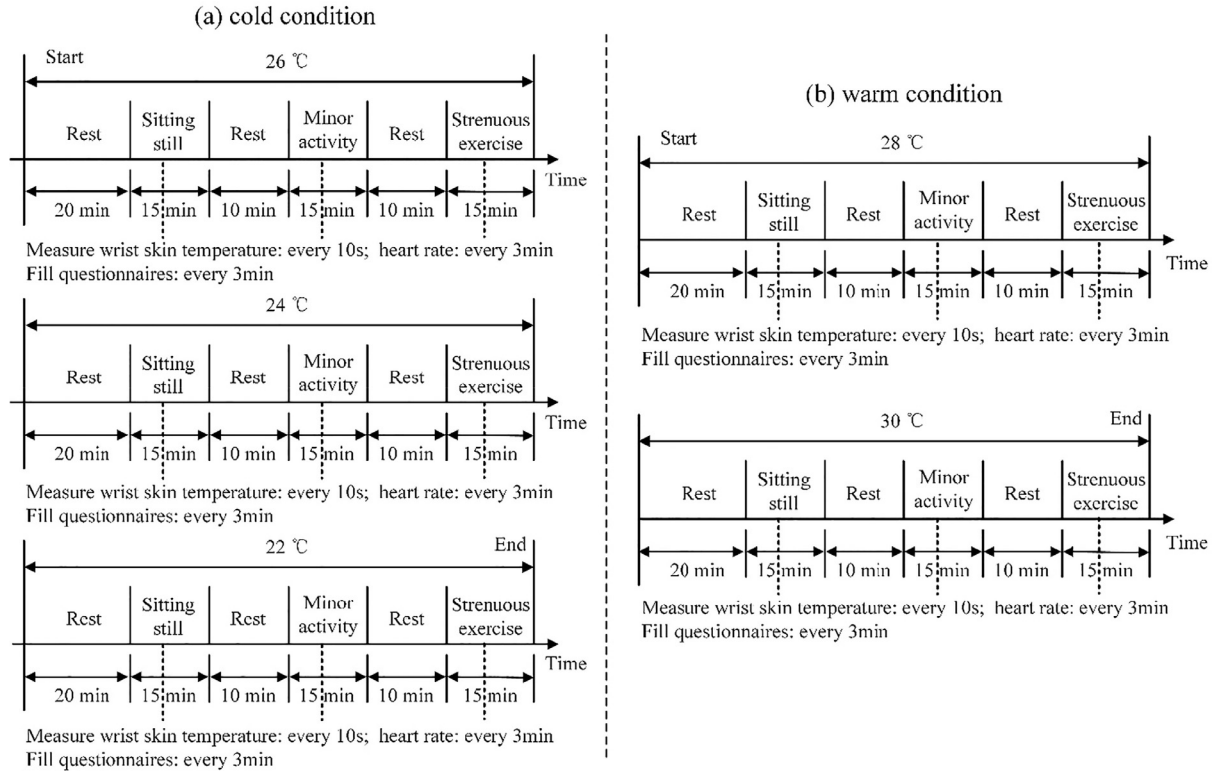 (a) cold condition
Start
26 ℃
Rest
Sitting still
Rest
Minor activity
Rest
Strenuous exercise
Time
20 min
15 min
10 min
15 min
10 min
15 min
Measure wrist skin temperature: every 10s; heart rate: every 3min
Fill questionnaires: every 3min
24 ℃
Rest
Sitting still
Rest
Minor activity
Rest
Strenuous exercise
Time
20 min
15 min
10 min
15 min
10 min
15 min
Measure wrist skin temperature: every 10s; heart rate: every 3min
Fill questionnaires: every 3min
22 ℃
End
Rest
Sitting still
Rest
Minor activity
Rest
Strenuous exercise
Time
20 min
15 min
10 min
15 min
10 min
15 min
Measure wrist skin temperature: every 10s; heart rate: every 3min
Fill questionnaires: every 3min
(b) warm condition
Start
28 ℃
Rest
Sitting still
Rest
Minor activity
Rest
Strenuous exercise
Time
20 min
15 min
10 min
15 min
10 min
15 min
Measure wrist skin temperature: every 10s; heart rate: every 3min
Fill questionnaires: every 3min
30 ℃
End
Rest
Sitting still
Rest
Minor activity
Rest
Strenuous exercise
Time
20 min
15 min
10 min
15 min
10 min
15 min
Measure wrist skin temperature: every 10s; heart rate: every 3min
Fill questionnaires: every 3min